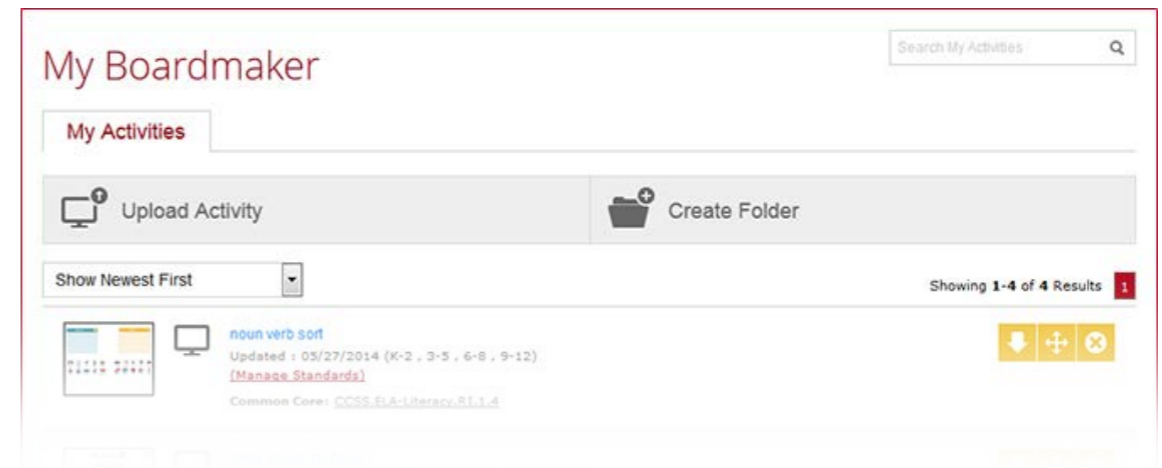 My Boardmaker
Search My Activities
My Activities
Upload Activity
Create Folder
Show Newest First
Showing 1-4 of 4 Results 1
noun verb sort
Updated : 05/27/2014 (K-2 , 3-5 , 6-8 , 9-12)
(Manage Standards)
Common Core: CCSS.ELA-Literacy.RI.1.4